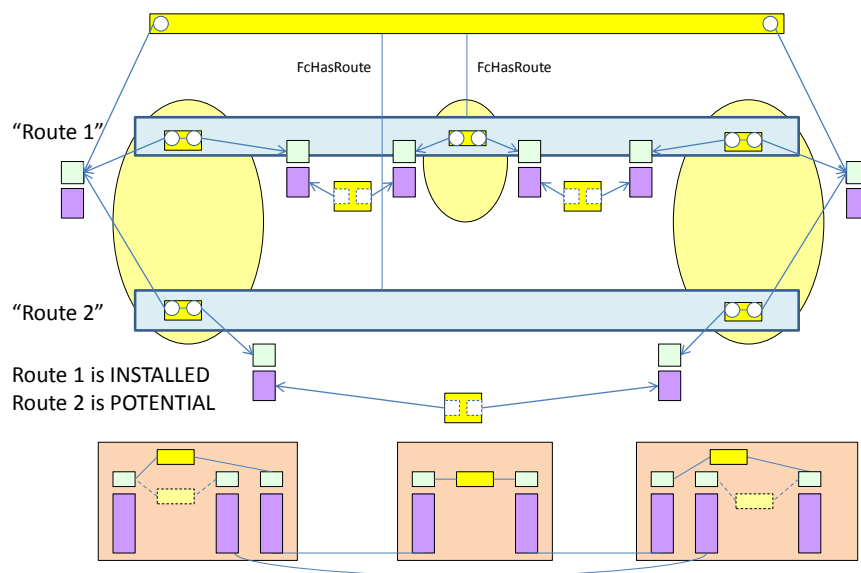 FcHasRoute
FcHasRoute
“Route 1”
“Route 2”
Route 1 is INSTALLED
Route 2 is POTENTIAL